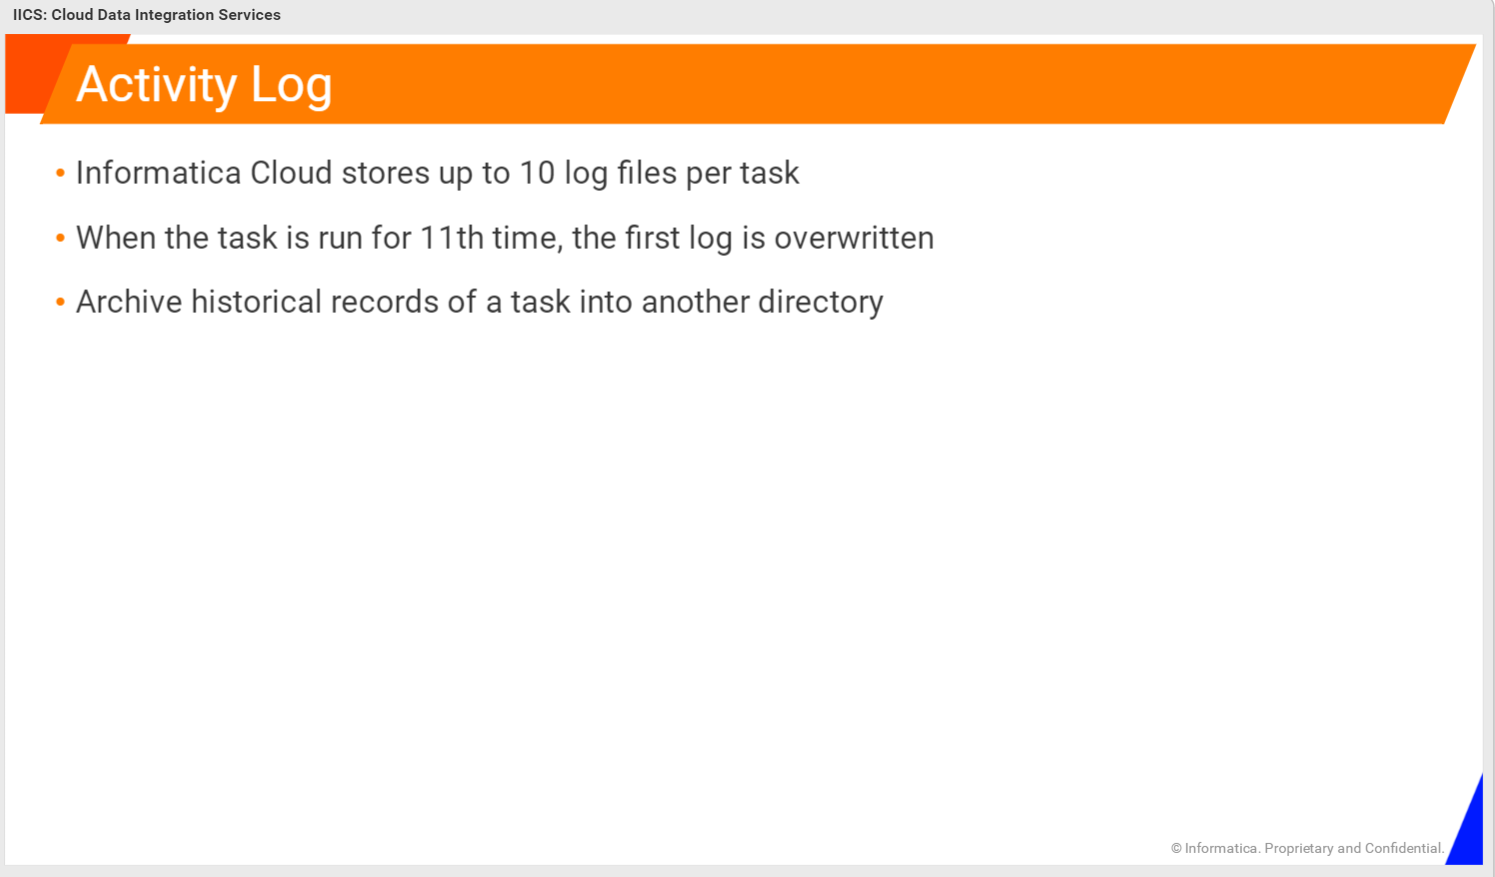 IICS: Cloud Data Integration Services
Activity Log
• Informatica Cloud stores up to 10 log files per task
• When the task is run for 11th time, the first log is overwritten
• Archive historical records of a task into another directory
© Informatica. Proprietary and Confidential.